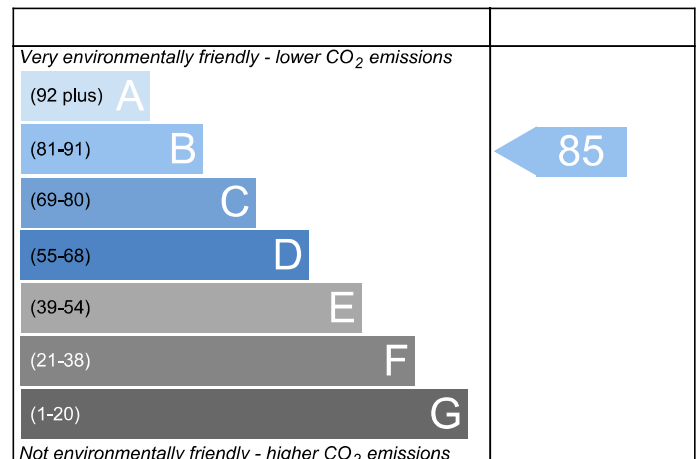 Very environmentally friendly - lower CO₂ emissions
(92 plus) A
(81-91) B
85
(69-80) C
(55-68) D
(39-54) E
(21-38) F
(1-20) G
Not environmentally friendly - higher CO₂ emissions